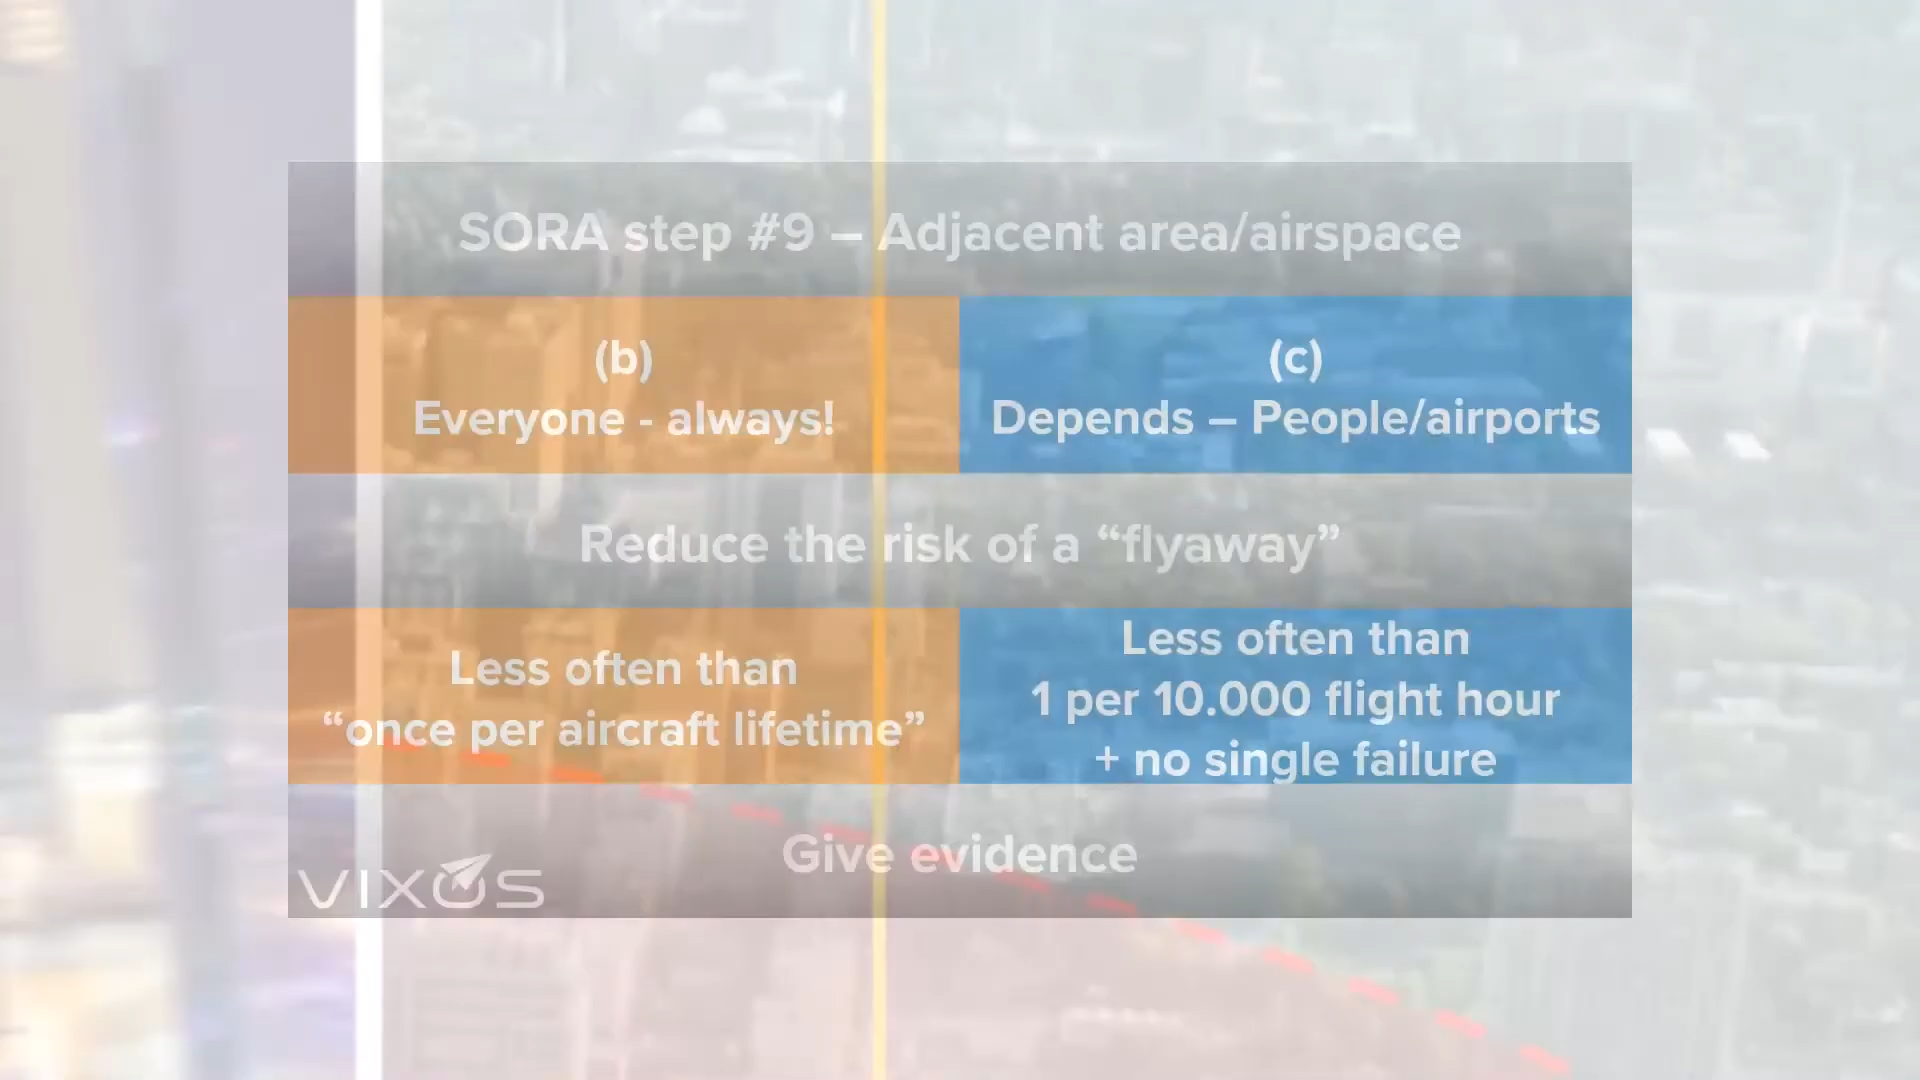 SORA step #9 – Adjacent area/airspace
(b)
Everyone - always!
(c)
Depends – People/airports
Reduce the risk of a “flyaway”
Less often than
“once per aircraft lifetime”
Less often than
1 per 10.000 flight hour
+ no single failure
Give evidence
VIXOS